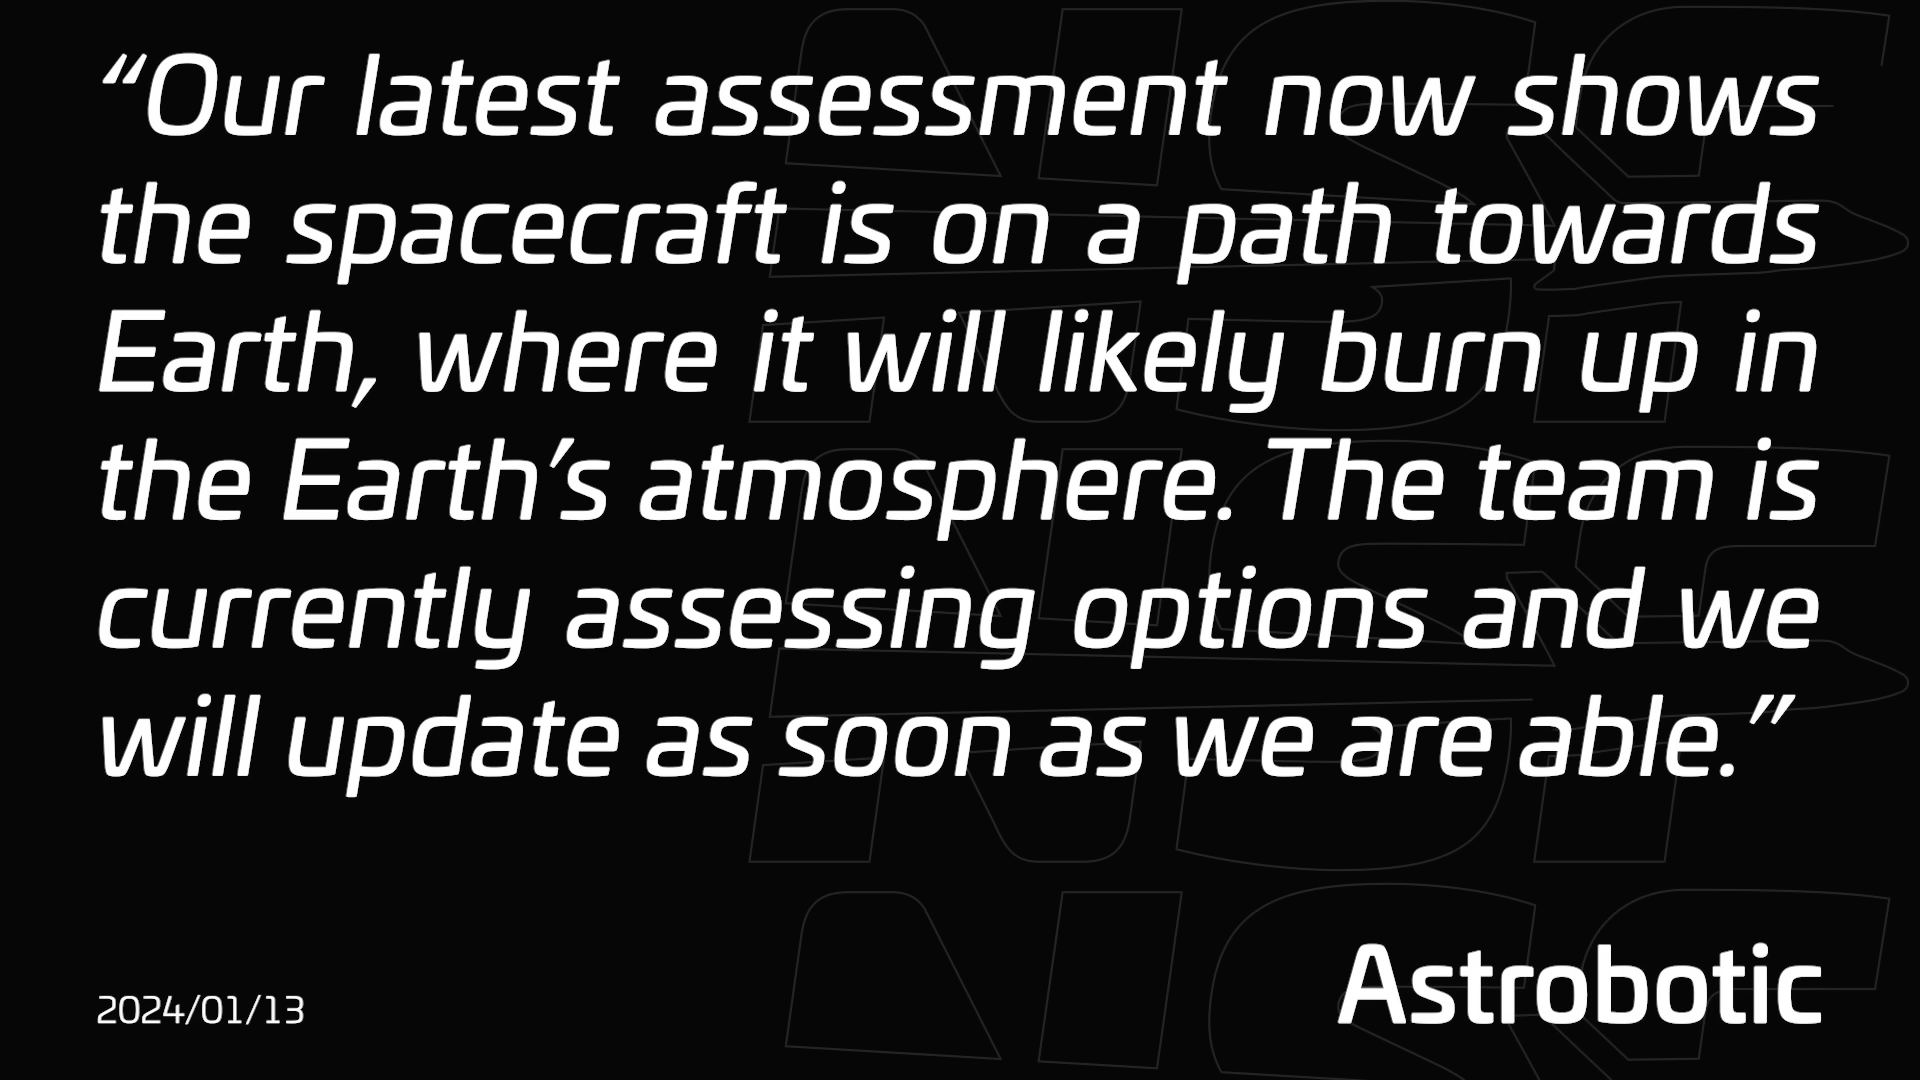 “Our latest assessment now shows
the spacecraft is on a path towards
Earth, where it will likely burn up in
the Earth’s atmosphere. The team is
currently assessing options and we
will update as soon as we are able.”
Astrobotic
2024/01/13